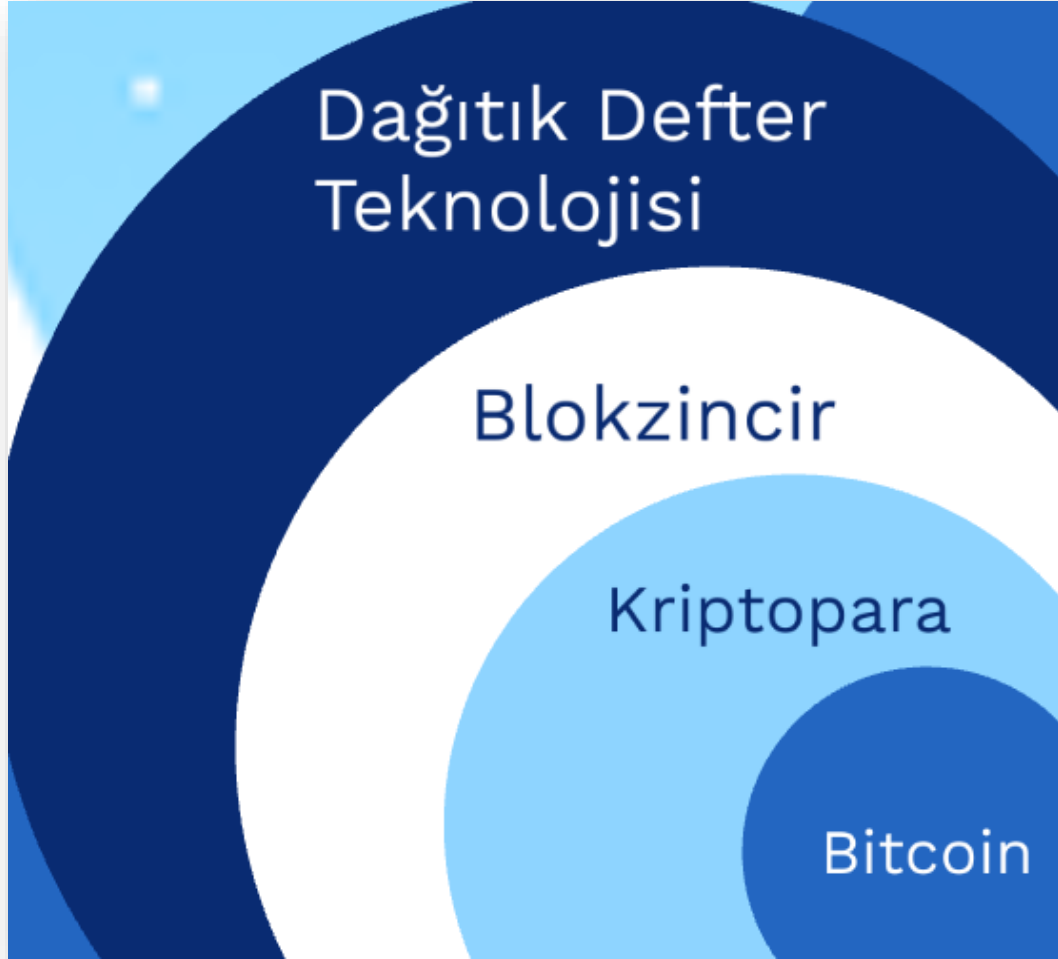 Dağıtık Defter
Teknolojisi
Blokzincir
Kriptopara
Bitcoin